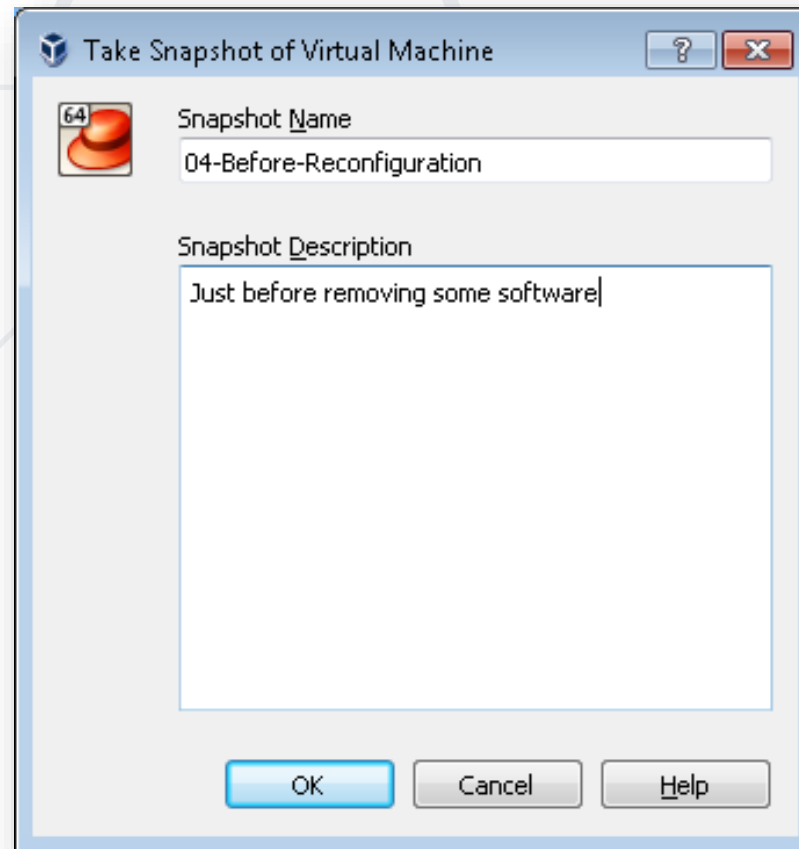 Take Snapshot of Virtual Machine
64
Snapshot Name
04-Before-Reconfiguration
Snapshot Description
Just before removing some software
OK Cancel Help